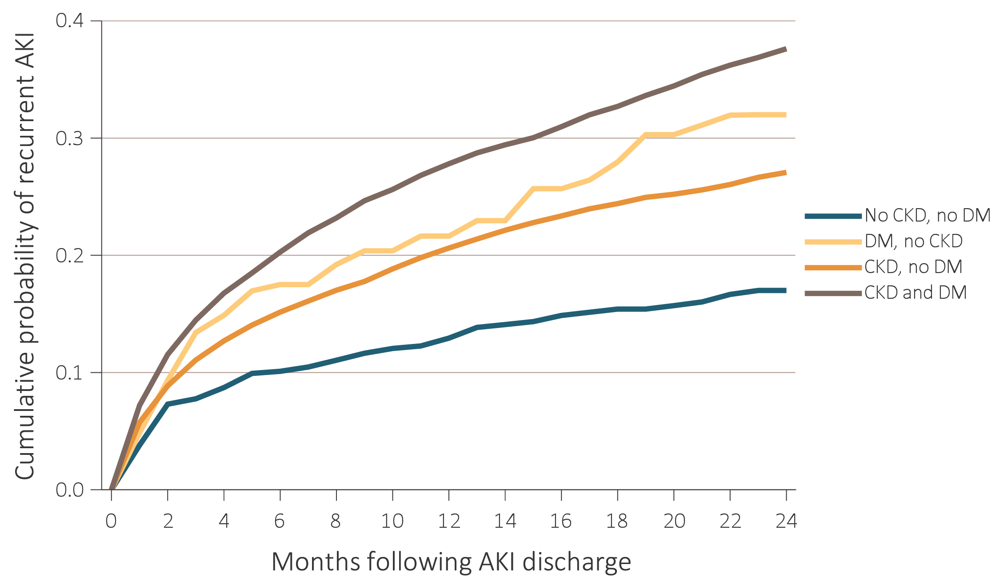 Cumulative probability of recurrent AKI
0.4
0.3
0.2
0.1
0.0
0 2 4 6 8 10 12 14 16 18 20 22 24
Months following AKI discharge
No CKD, no DM
DM, no CKD
CKD, no DM
CKD and DM